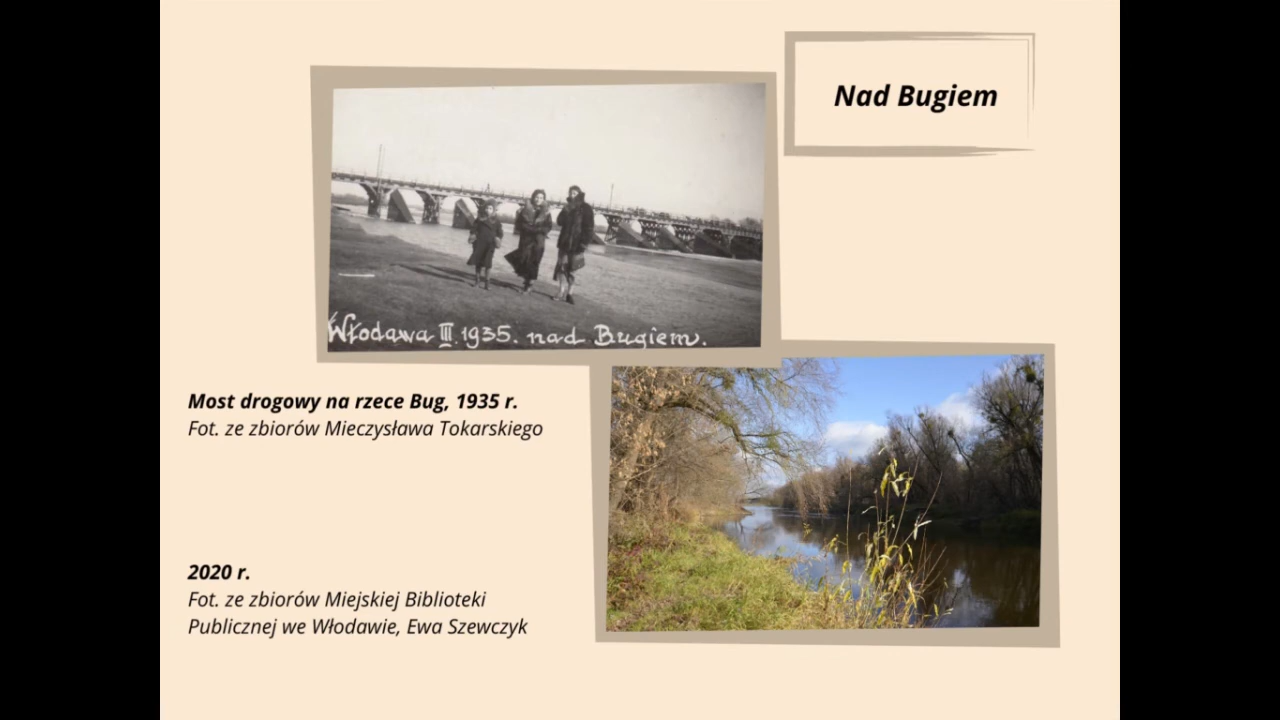 Nad Bugiem
Włodawa III. 1935. nad Bugiem.
Most drogowy na rzece Bug, 1935 r.
Fot. ze zbiorów Mieczysława Tokarskiego
2020 r.
Fot. ze zbiorów Miejskiej Biblioteki
Publicznej we Włodawie, Ewa Szewczyk